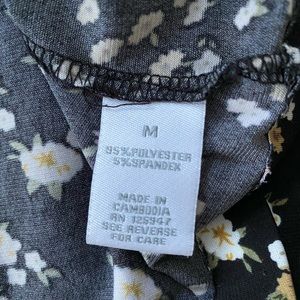 M
95% POLYESTER
5% SPANDEX
MADE IN
CAMBODIA
RN 125947
SEE REVERSE
FOR CARE